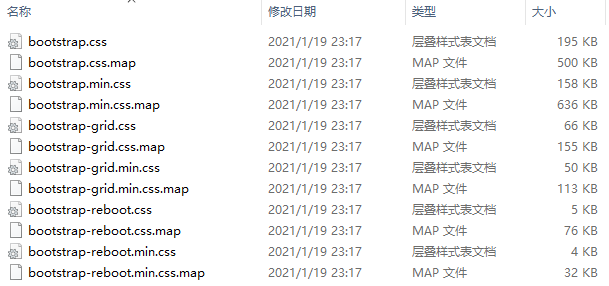 名称 修改日期 类型 大小
bootstrap.css 2021/1/19 23:17 层叠样式表文档 195 KB
bootstrap.css.map 2021/1/19 23:17 MAP 文件 500 KB
bootstrap.min.css 2021/1/19 23:17 层叠样式表文档 158 KB
bootstrap.min.css.map 2021/1/19 23:17 MAP 文件 636 KB
bootstrap-grid.css 2021/1/19 23:17 层叠样式表文档 66 KB
bootstrap-grid.css.map 2021/1/19 23:17 MAP 文件 155 KB
bootstrap-grid.min.css 2021/1/19 23:17 层叠样式表文档 50 KB
bootstrap-grid.min.css.map 2021/1/19 23:17 MAP 文件 113 KB
bootstrap-reboot.css 2021/1/19 23:17 层叠样式表文档 5 KB
bootstrap-reboot.css.map 2021/1/19 23:17 MAP 文件 76 KB
bootstrap-reboot.min.css 2021/1/19 23:17 层叠样式表文档 4 KB
bootstrap-reboot.min.css.map 2021/1/19 23:17 MAP 文件 32 KB